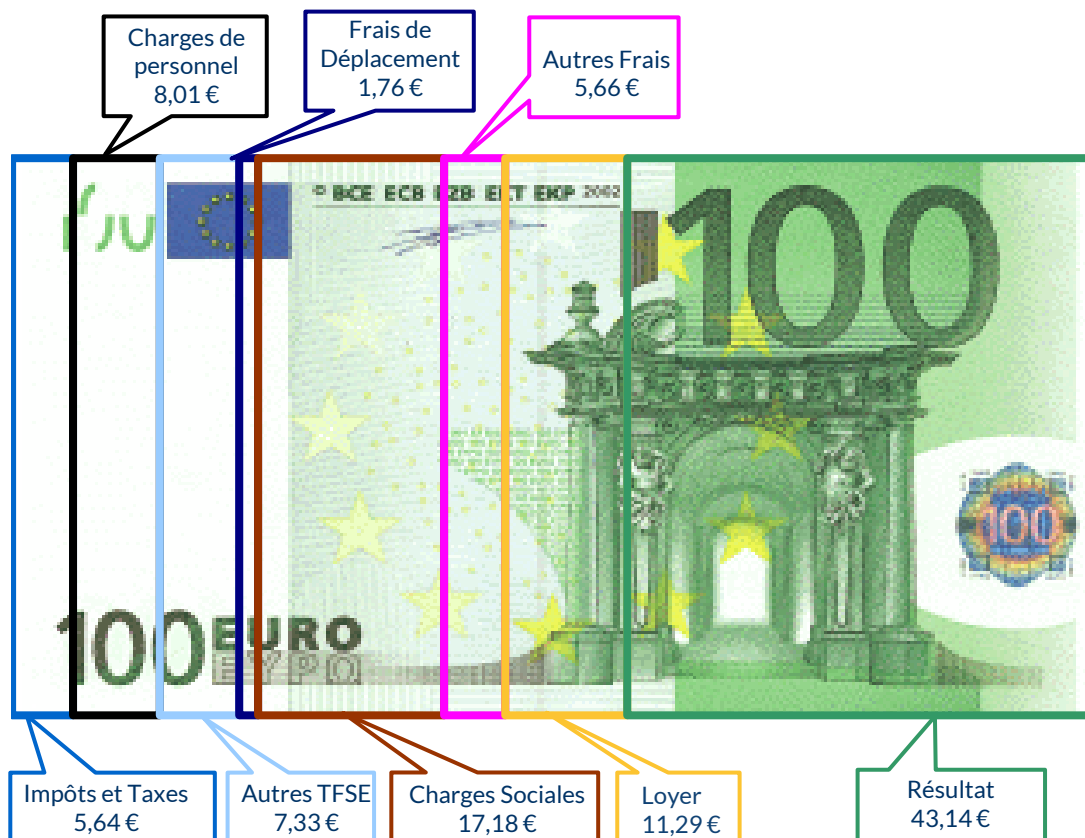 Charges de
personnel
8,01 €
Frais de
Déplacement
1,76 €
Autres Frais
5,66 €
© BCE ECB EZB EKT EKP 2002
100
100
100 EURO
ΕΥΡΩ
Impôts et Taxes
5,64 €
Autres TFSE
7,33 €
Charges Sociales
17,18 €
Loyer
11,29 €
Résultat
43,14 €